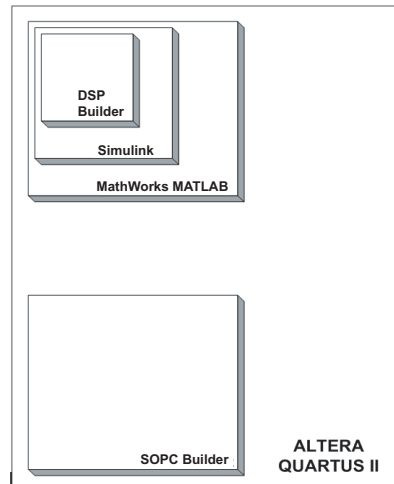 DSP
Builder
Simulink
MathWorks MATLAB
SOPC Builder
ALTERA
QUARTUS II